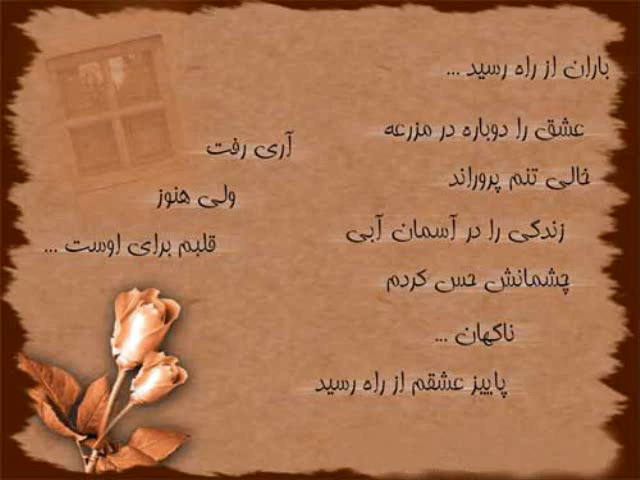 باران از راه رسید ...
عشق را دوباره در مزرعه
خالی تنم پروراند
زندگی را در آسمان آبی
چشمانش حس کردم
ناگهان ...
پاییز عشقم از راه رسید
آری رفت
ولی هنوز
قلبم برای اوست ...